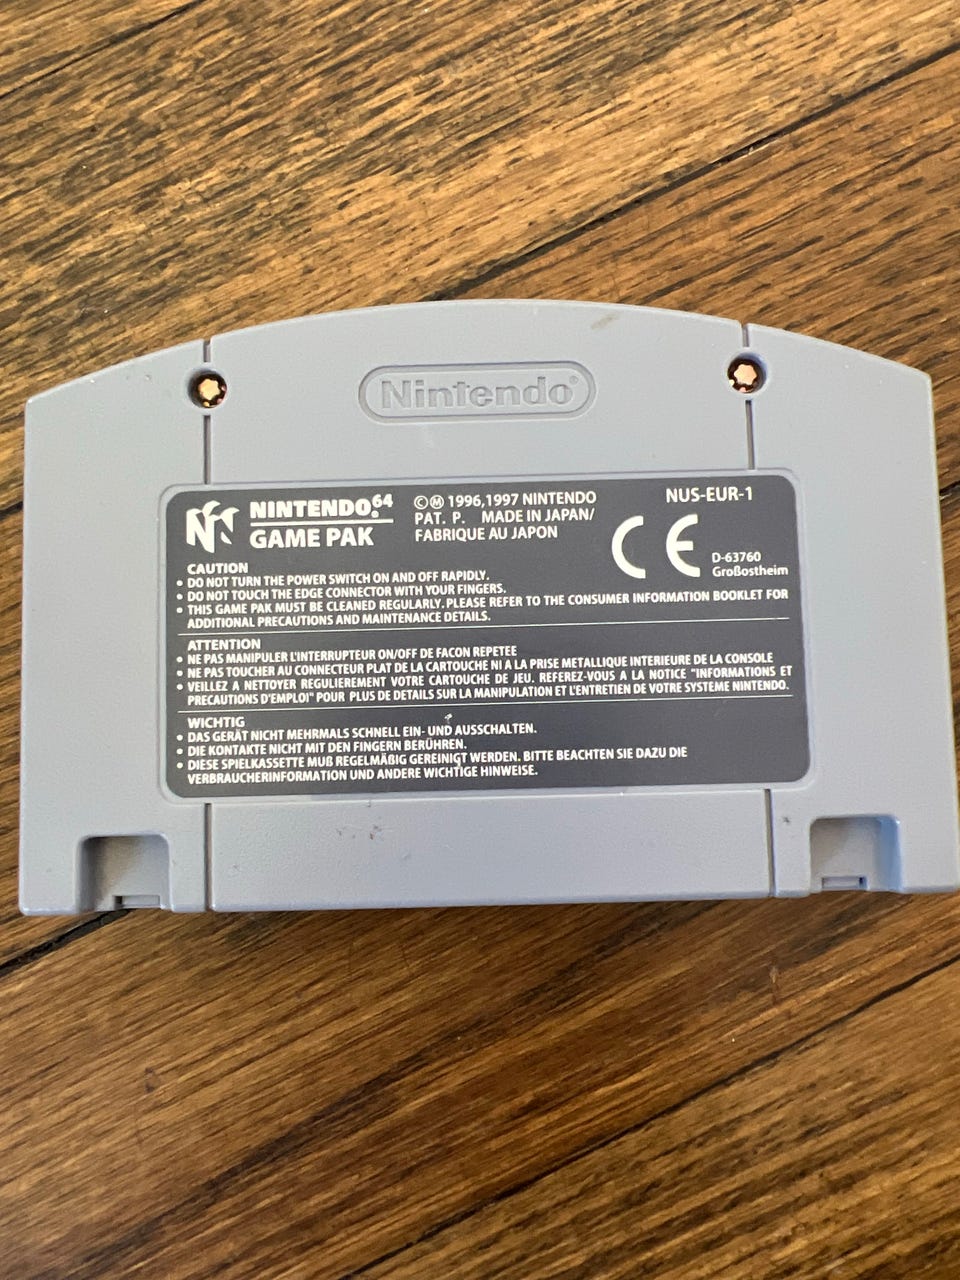 Nintendo®
NINTENDO.64
GAME PAK
©Ⓜ 1996,1997 NINTENDO
PAT. P. MADE IN JAPAN/
FABRIQUE AU JAPON
NUS-EUR-1
CE
D-63760
Großostheim
CAUTION
• DO NOT TURN THE POWER SWITCH ON AND OFF RAPIDLY.
• DO NOT TOUCH THE EDGE CONNECTOR WITH YOUR FINGERS.
• THIS GAME PAK MUST BE CLEANED REGULARLY. PLEASE REFER TO THE CONSUMER INFORMATION BOOKLET FOR
ADDITIONAL PRECAUTIONS AND MAINTENANCE DETAILS.
ATTENTION
• NE PAS MANIPULER L'INTERRUPTEUR ON/OFF DE FACON REPETEE
• NE PAS TOUCHER AU CONNECTEUR PLAT DE LA CARTOUCHE NI A LA PRISE METALLIQUE INTERIEURE DE LA CONSOLE
• VEILLEZ A NETTOYER REGULIEREMENT VOTRE CARTOUCHE DE JEU. REFEREZ-VOUS A LA NOTICE "INFORMATIONS ET
PRECAUTIONS D'EMPLOI" POUR PLUS DE DETAILS SUR LA MANIPULATION ET L'ENTRETIEN DE VOTRE SYSTEME NINTENDO.
WICHTIG
• DAS GERÄT NICHT MEHRMALS SCHNELL EIN- UND AUSSCHALTEN.
• DIE KONTAKTE NICHT MIT DEN FINGERN BERÜHREN.
• DIESE SPIELKASSETTE MUß REGELMÄßIG GEREINIGT WERDEN. BITTE BEACHTEN SIE DAZU DIE
VERBRAUCHERINFORMATION UND ANDERE WICHTIGE HINWEISE.